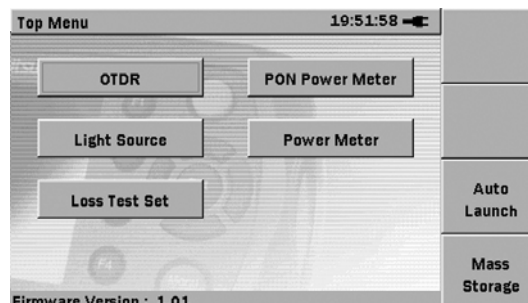 Top Menu 19:51:58
OTDR
PON Power Meter
Light Source
Power Meter
Loss Test Set
Auto
Launch
Mass
Storage
Firmware Version : 1.01
F4